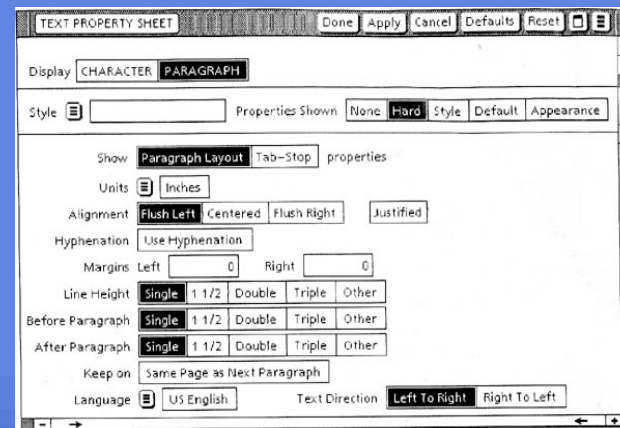 TEXT PROPERTY SHEET Done Apply Cancel Defaults Reset
Display CHARACTER PARAGRAPH
Style Properties Shown None Hard Style Default Appearance
Show Paragraph Layout Tab-Stop properties
Units Inches
Alignment Flush Left Centered Flush Right Justified
Hyphenation Use Hyphenation
Margins Left 0 Right 0
Line Height Single 1 1/2 Double Triple Other
Before Paragraph Single 1 1/2 Double Triple Other
After Paragraph Single 1 1/2 Double Triple Other
Keep on Same Page as Next Paragraph
Language US English Text Direction Left To Right Right To Left